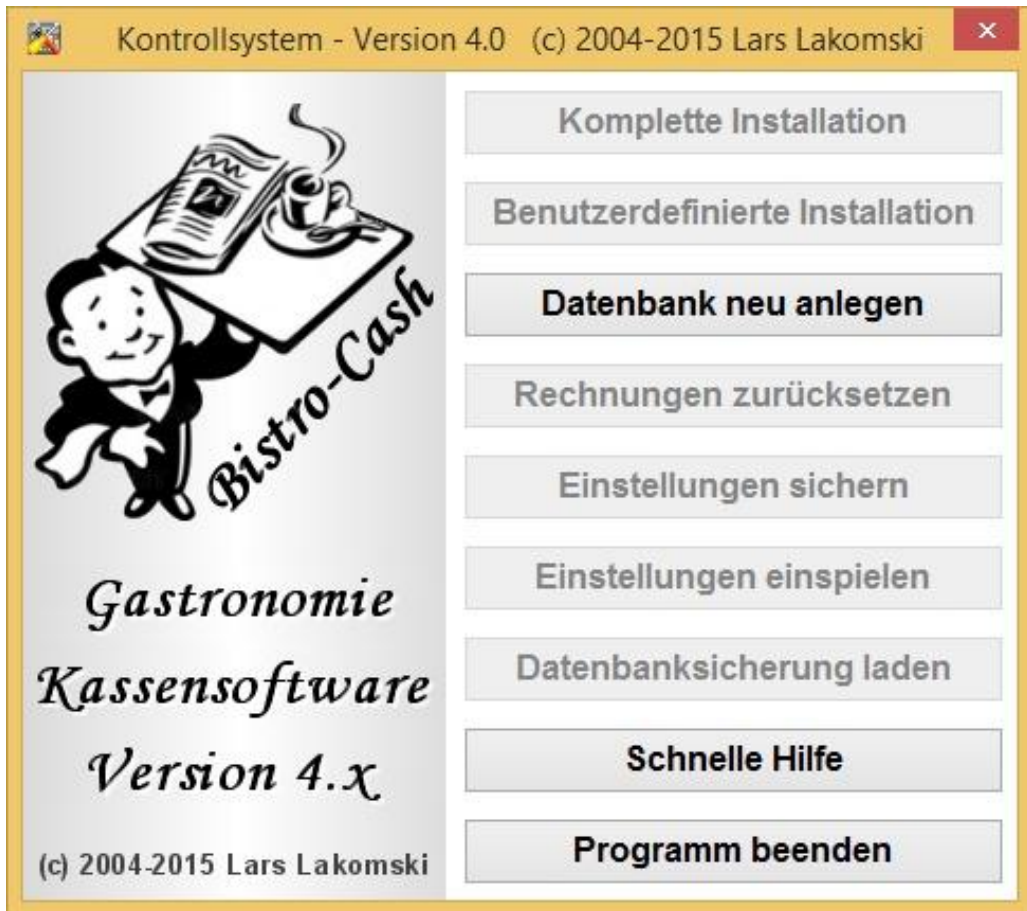 Kontrollsystem - Version 4.0 (c) 2004-2015 Lars Lakomski
Bistro-Cash
Gastronomie
Kassensoftware
Version 4.x
(c) 2004-2015 Lars Lakomski
Komplette Installation
Benutzerdefinierte Installation
Datenbank neu anlegen
Rechnungen zurücksetzen
Einstellungen sichern
Einstellungen einspielen
Datenbanksicherung laden
Schnelle Hilfe
Programm beenden